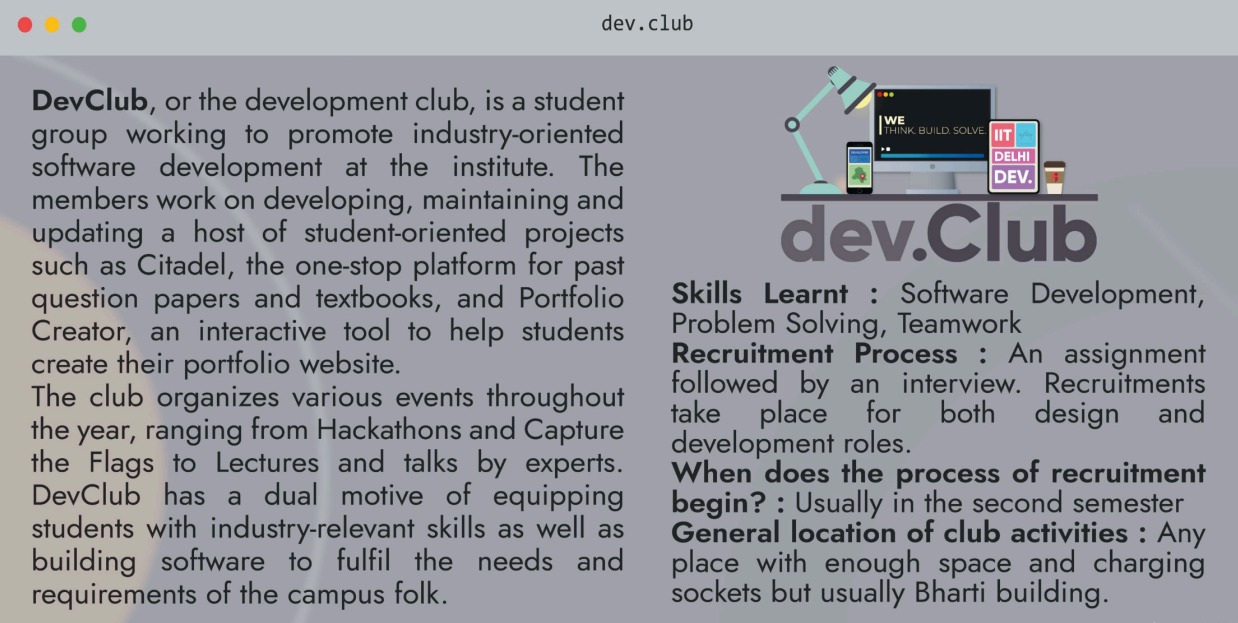 dev.club
DevClub, or the development club, is a student
group working to promote industry-oriented
software development at the institute. The
members work on developing, maintaining and
updating a host of student-oriented projects
such as Citadel, the one-stop platform for past
question papers and textbooks, and Portfolio
Creator, an interactive tool to help students
create their portfolio website.
The club organizes various events throughout
the year, ranging from Hackathons and Capture
the Flags to Lectures and talks by experts.
DevClub has a dual motive of equipping
students with industry-relevant skills as well as
building software to fulfil the needs and
requirements of the campus folk.
WE
THINK. BUILD. SOLVE.
IIT
DELHI
DEV.
dev.Club
Skills Learnt : Software Development,
Problem Solving, Teamwork
Recruitment Process : An assignment
followed by an interview. Recruitments
take place for both design and
development roles.
When does the process of recruitment
begin? : Usually in the second semester
General location of club activities : Any
place with enough space and charging
sockets but usually Bharti building.